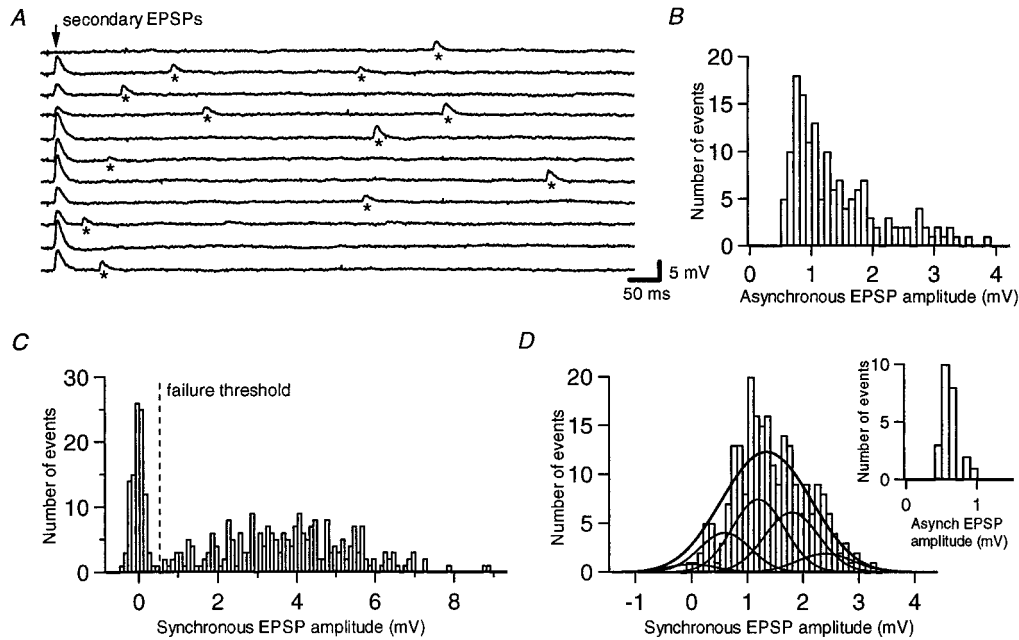 A
secondary EPSPs
*
* *
*
* *
*
*
*
*
*
*
5 mV
50 ms
B
20
15
10
5
0
Number of events
0 1 2 3 4
Asynchronous EPSP amplitude (mV)
C
30
20
10
0
Number of events
failure threshold
0 2 4 6 8
Synchronous EPSP amplitude (mV)
D
20
15
10
5
0
Number of events
-1 0 1 2 3 4
Synchronous EPSP amplitude (mV)
10
5
0
Number of events
0 1
Asynch EPSP
amplitude (mV)